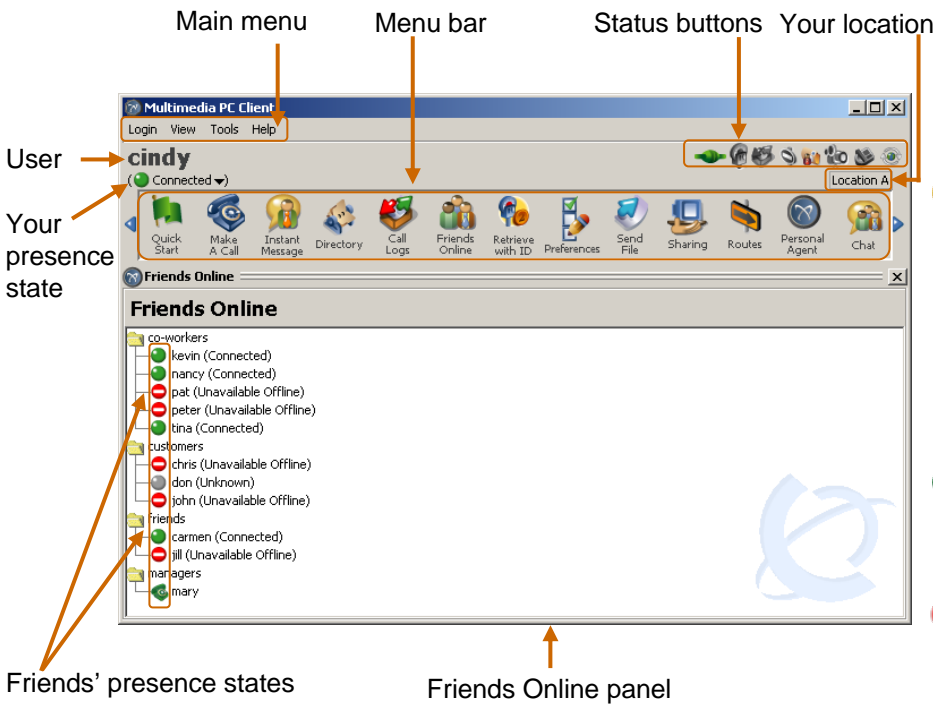 Main menu
Menu bar
Status buttons
Your location
Multimedia PC Client
Login View Tools Help
User
cindy
(Connected)
Location A
Your
presence
state
Quick
Start
Make
A Call
Instant
Message
Directory
Call
Logs
Friends
Online
Retrieve
with ID
Preferences
Send
File
Sharing
Routes
Personal
Agent
Chat
Friends Online
Friends Online
co-workers
kevin (Connected)
nancy (Connected)
pat (Unavailable Offline)
peter (Unavailable Offline)
tina (Connected)
customers
chris (Unavailable Offline)
don (Unknown)
john (Unavailable Offline)
friends
carmen (Connected)
jill (Unavailable Offline)
managers
mary
Friends' presence states
Friends Online panel